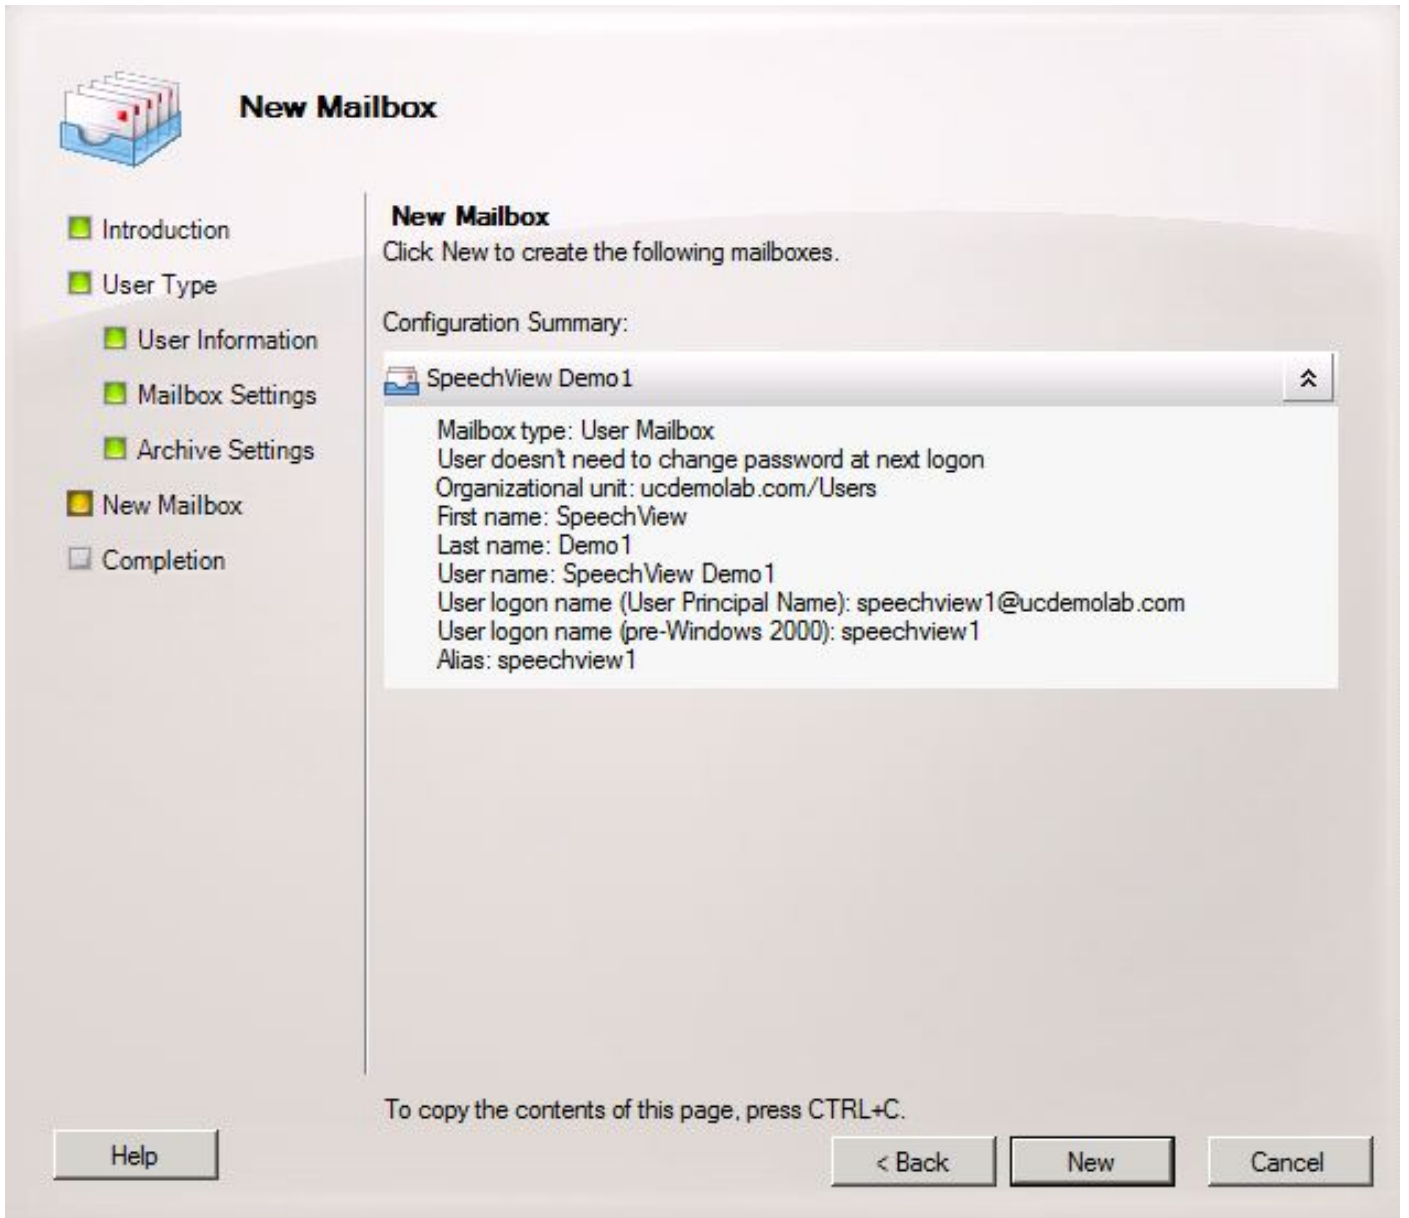 New Mailbox
Introduction
User Type
User Information
Mailbox Settings
Archive Settings
New Mailbox
Completion
New Mailbox
Click New to create the following mailboxes.
Configuration Summary:
SpeechView Demo1
Mailbox type: User Mailbox
User doesn't need to change password at next logon
Organizational unit: ucdemolab.com/Users
First name: SpeechView
Last name: Demo1
User name: SpeechView Demo1
User logon name (User Principal Name): speechview1@ucdemolab.com
User logon name (pre-Windows 2000): speechview1
Alias: speechview1
To copy the contents of this page, press CTRL+C.
Help
< Back
New
Cancel